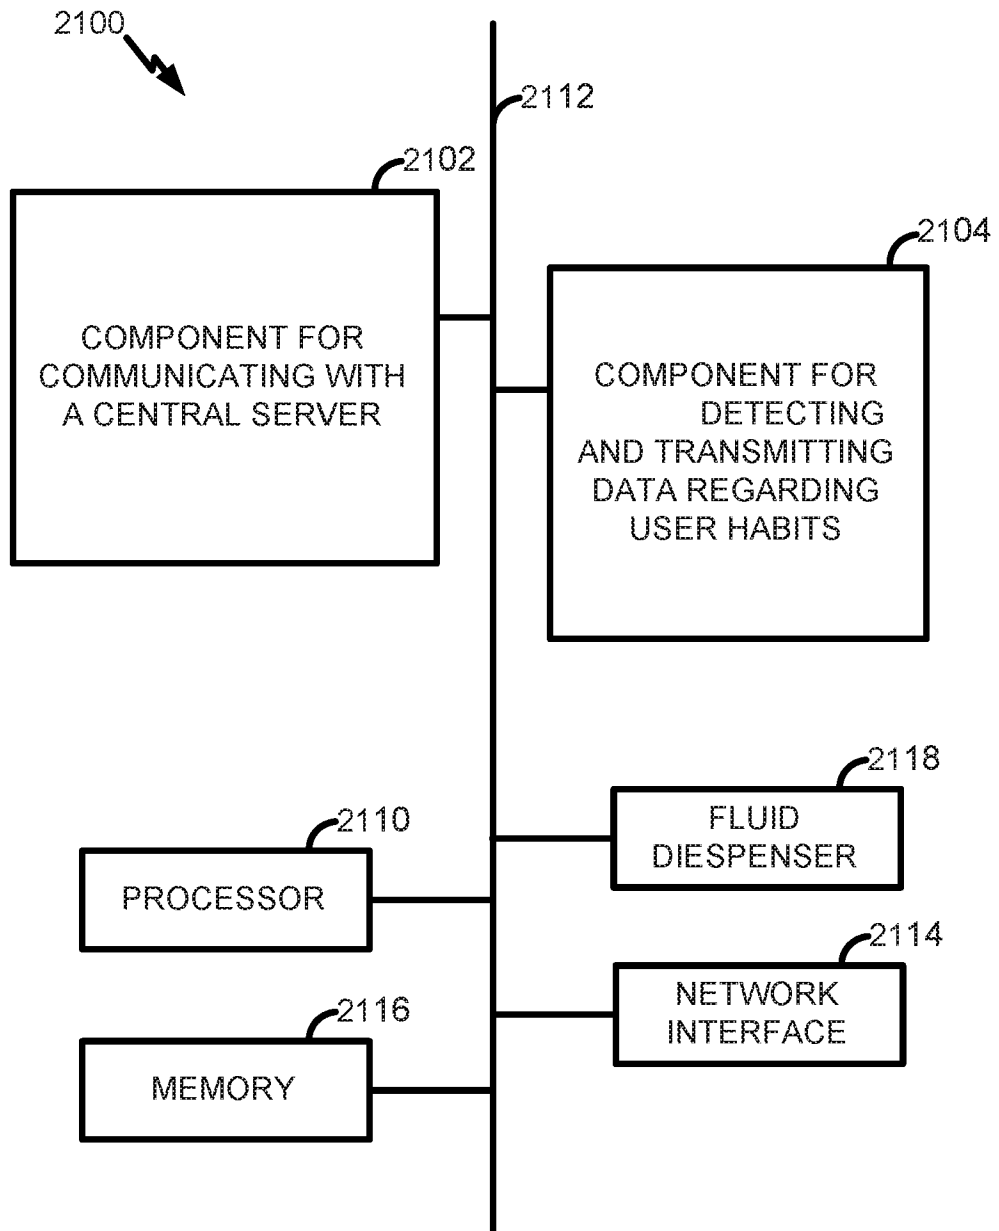 2100
2112
2102
COMPONENT FOR
COMMUNICATING WITH
A CENTRAL SERVER
2104
COMPONENT FOR
DETECTING
AND TRANSMITTING
DATA REGARDING
USER HABITS
2118
FLUID
DIESPENSER
2110
PROCESSOR
2114
NETWORK
INTERFACE
2116
MEMORY